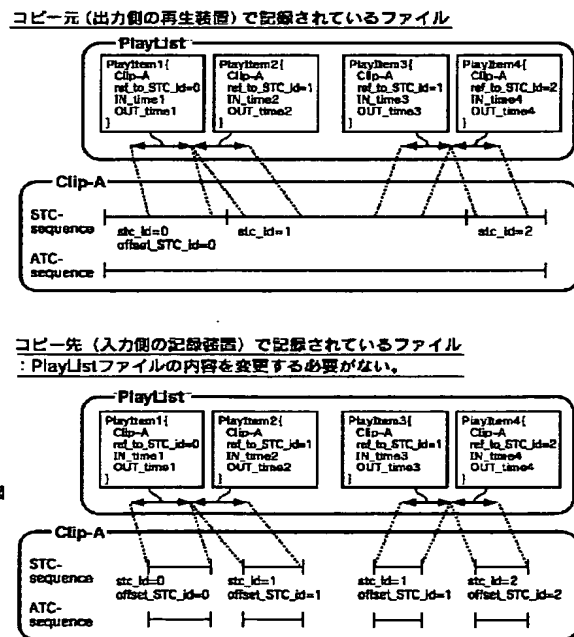 コピー元（出力側の再生装置）で記録されているファイル
PlayList
PlayItem1{
Clip-A
ref_to_STC_id=0
IN_time1
OUT_time1
}
PlayItem2{
Clip-A
ref_to_STC_id=1
IN_time2
OUT_time2
}
PlayItem3{
Clip-A
ref_to_STC_id=1
IN_time3
OUT_time3
}
PlayItem4{
Clip-A
ref_to_STC_id=2
IN_time4
OUT_time4
}
Clip-A
STC-
sequence
stc_id=0
offset_STC_id=0
stc_id=1
stc_id=2
ATC-
sequence
コピー先（入力側の記録装置）で記録されているファイル
：PlayListファイルの内容を変更する必要がない。
PlayList
PlayItem1{
Clip-A
ref_to_STC_id=0
IN_time1
OUT_time1
}
PlayItem2{
Clip-A
ref_to_STC_id=1
IN_time2
OUT_time2
}
PlayItem3{
Clip-A
ref_to_STC_id=1
IN_time3
OUT_time3
}
PlayItem4{
Clip-A
ref_to_STC_id=2
IN_time4
OUT_time4
}
Clip-A
STC-
sequence
stc_id=0
offset_STC_id=0
stc_id=1
offset_STC_id=1
stc_id=1
offset_STC_id=1
stc_id=2
offset_STC_id=2
ATC-
sequence